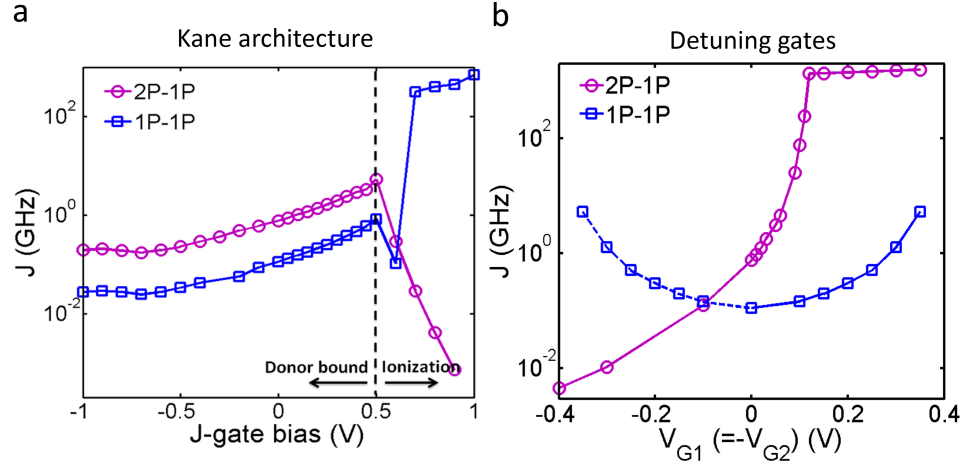 a
Kane architecture
2P-1P
1P-1P
J (GHz)
10^2
10^0
10^-2
Donor bound
Ionization
-1 -0.5 0 0.5 1
J-gate bias (V)
b
Detuning gates
2P-1P
1P-1P
J (GHz)
10^2
10^0
10^-2
-0.4 -0.2 0 0.2 0.4
V_G1 (=-V_G2) (V)